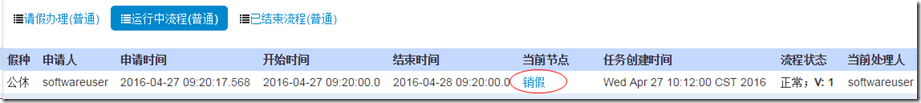 请假办理(普通) 运行中流程(普通) 已结束流程(普通)
假种 申请人 申请时间 开始时间 结束时间 当前节点 任务创建时间 流程状态 当前处理人
公休 softwareuser 2016-04-27 09:20:17.568 2016-04-27 09:20:00.0 2016-04-28 09:20:00.0 销假 Wed Apr 27 10:12:00 CST 2016 正常；V: 1 softwareuser